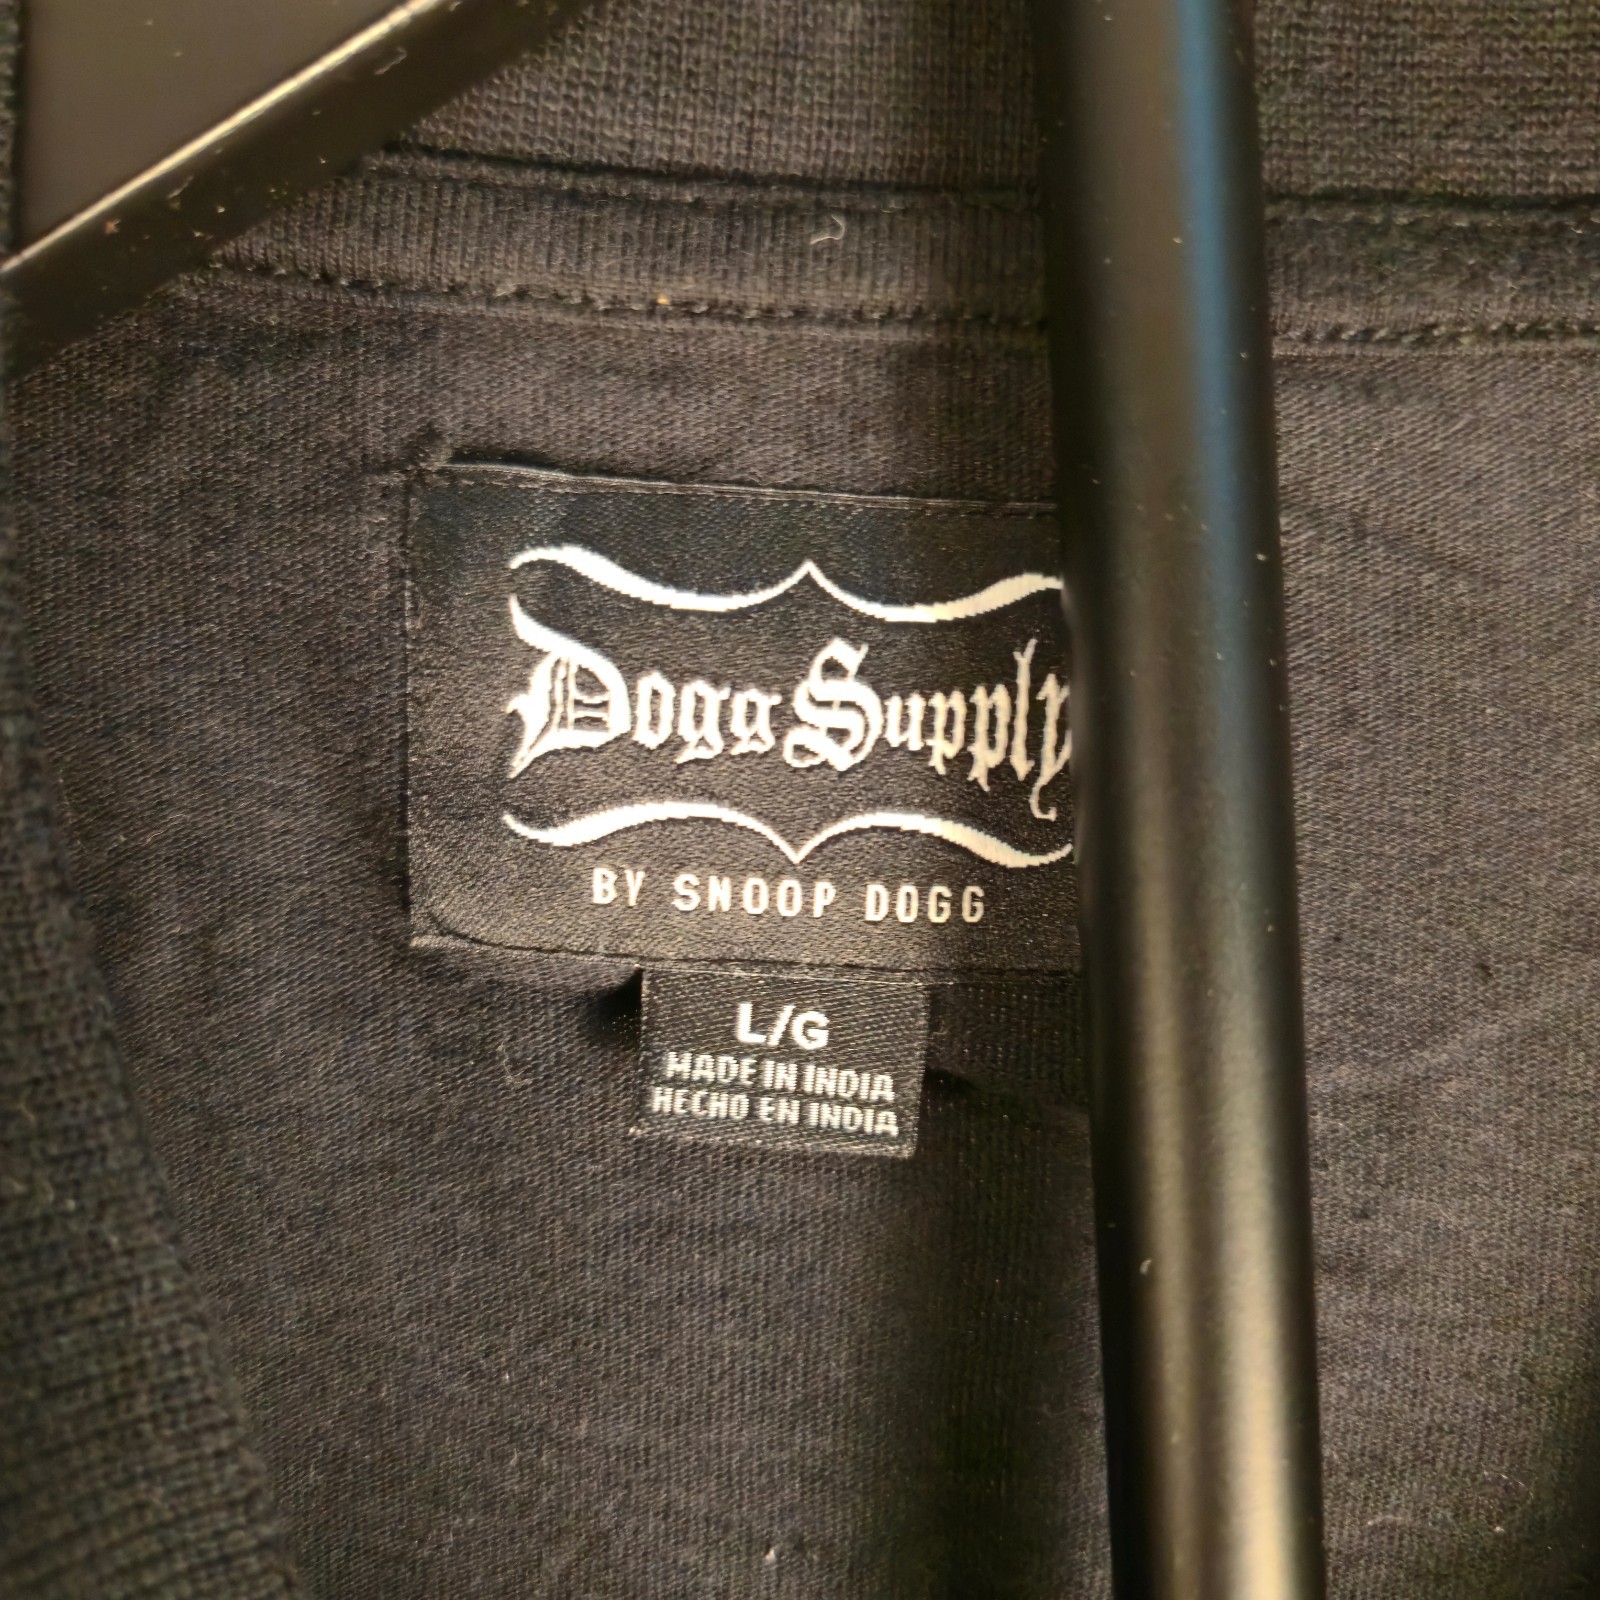 Dogg Supply
BY SNOOP DOGG
L/G
MADE IN INDIA
HECHO EN INDIA